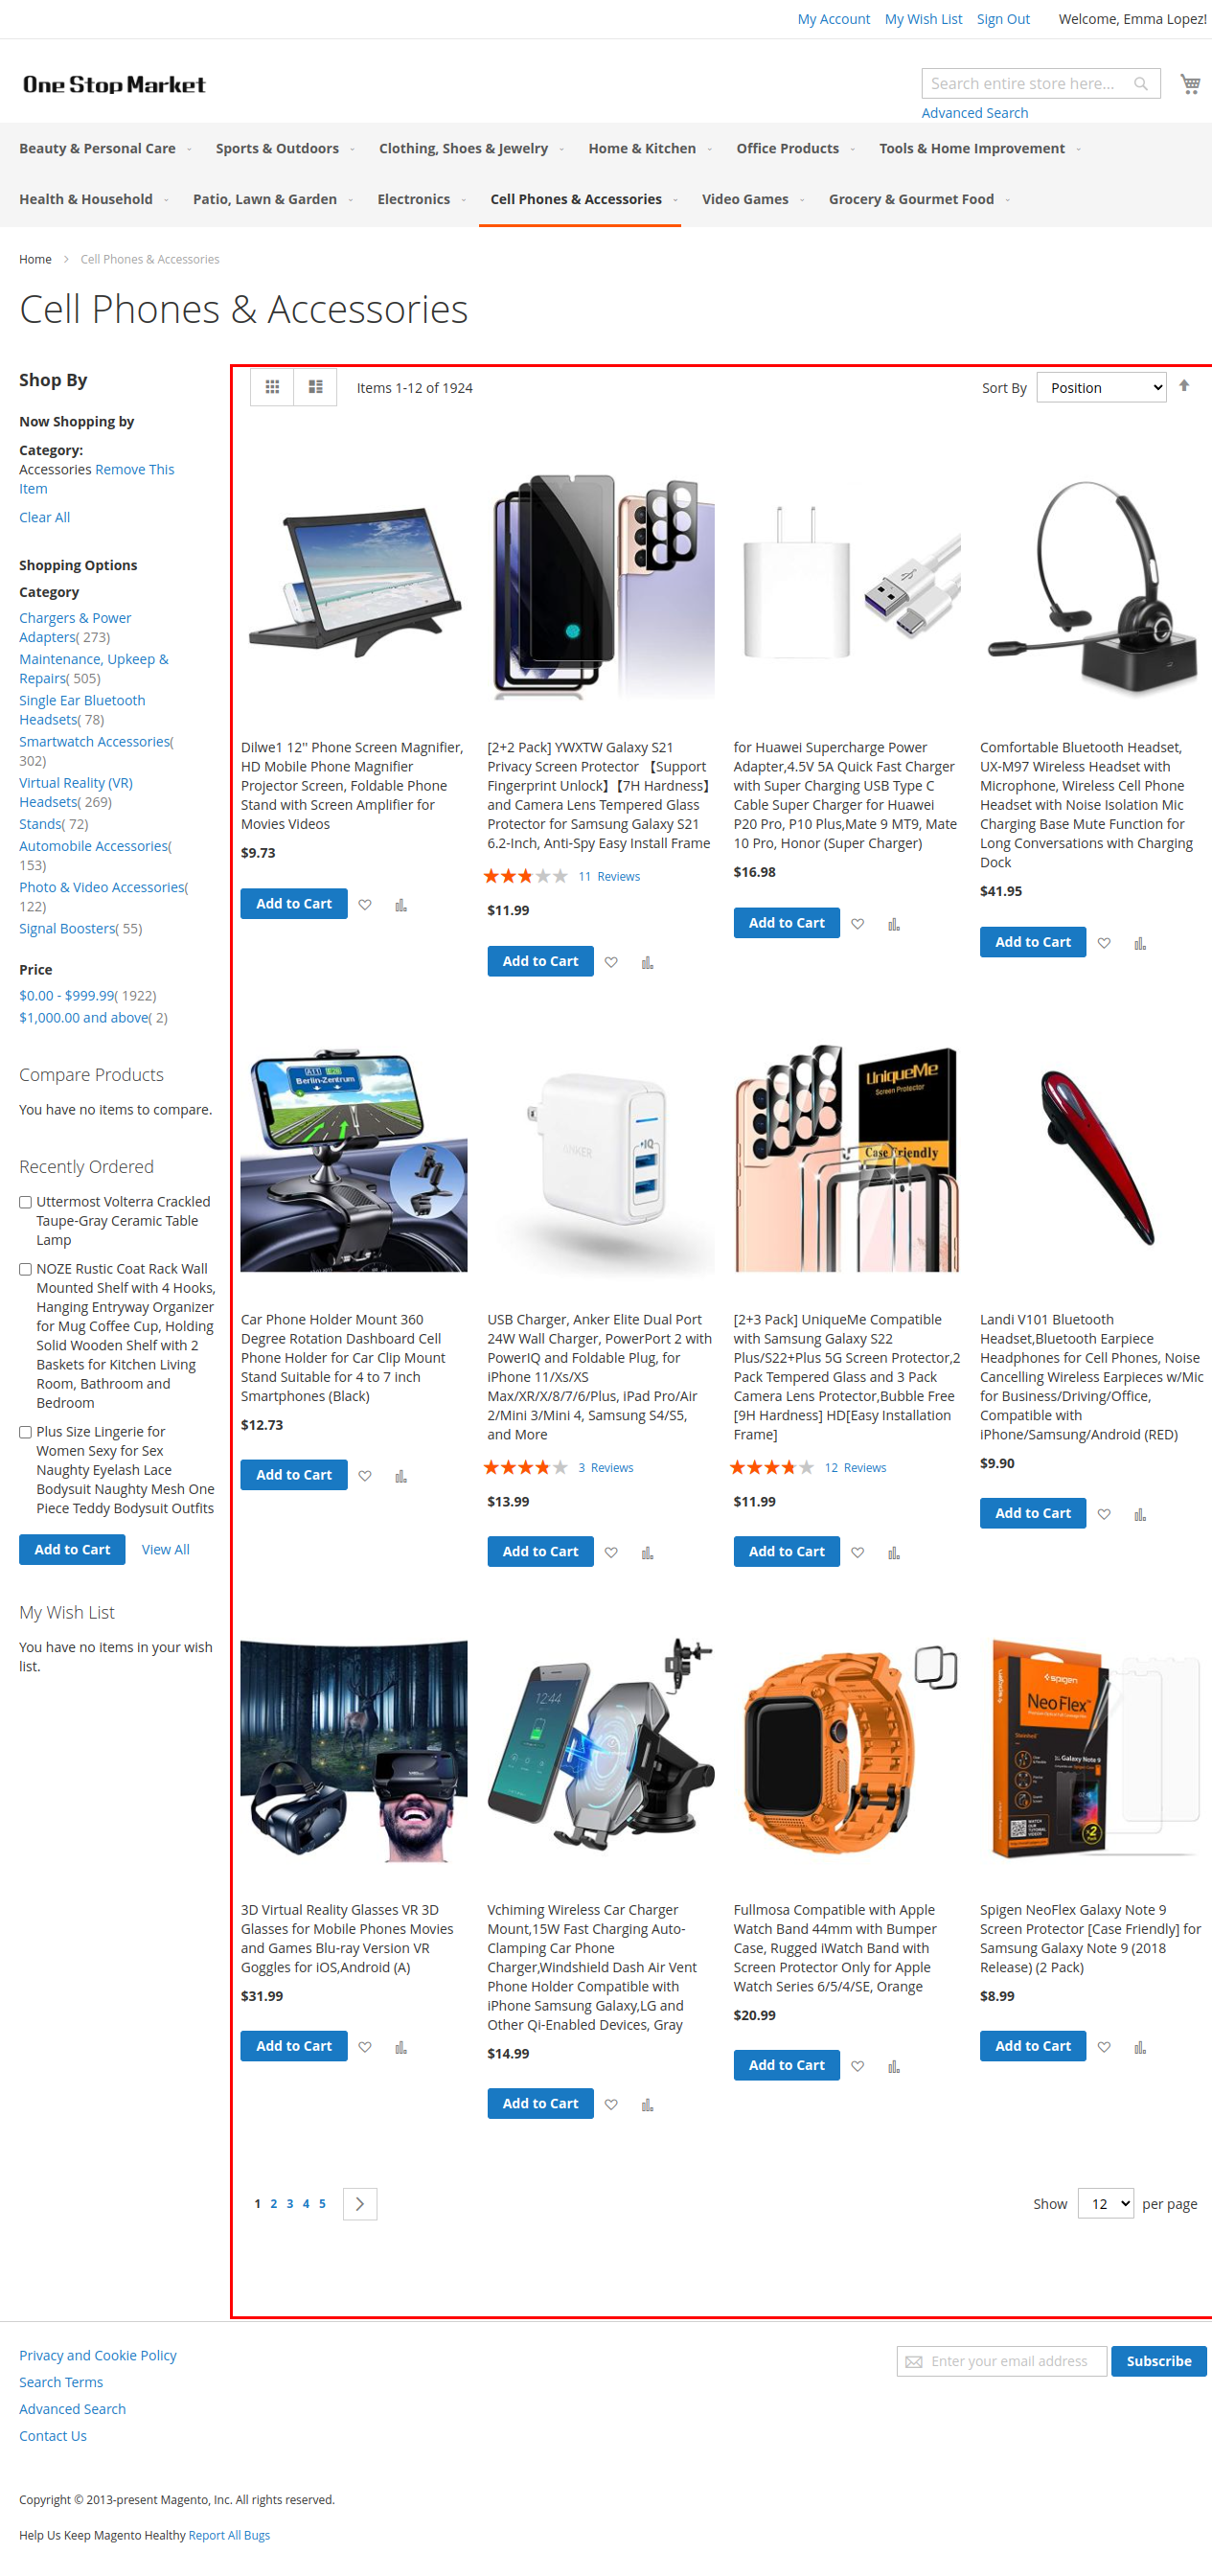 My Account My Wish List Sign Out Welcome, Emma Lopez!
One Stop Market
Search entire store here...
Advanced Search
Beauty & Personal Care Sports & Outdoors Clothing, Shoes & Jewelry Home & Kitchen Office Products Tools & Home Improvement
Health & Household Patio, Lawn & Garden Electronics Cell Phones & Accessories Video Games Grocery & Gourmet Food
Home Cell Phones & Accessories
Cell Phones & Accessories
Shop By
Now Shopping by
Category:
Accessories Remove This
Item
Clear All
Shopping Options
Category
Chargers & Power
Adapters( 273)
Maintenance, Upkeep &
Repairs( 505)
Single Ear Bluetooth
Headsets( 78)
Smartwatch Accessories(
302)
Virtual Reality (VR)
Headsets( 269)
Stands( 72)
Automobile Accessories(
153)
Photo & Video Accessories(
122)
Signal Boosters( 55)
Price
$0.00 - $999.99( 1922)
$1,000.00 and above( 2)
Compare Products
You have no items to compare.
Recently Ordered
Uttermost Volterra Crackled
Taupe-Gray Ceramic Table
Lamp
NOZE Rustic Coat Rack Wall
Mounted Shelf with 4 Hooks,
Hanging Entryway Organizer
for Mug Coffee Cup, Holding
Solid Wooden Shelf with 2
Baskets for Kitchen Living
Room, Bathroom and
Bedroom
Plus Size Lingerie for
Women Sexy for Sex
Naughty Eyelash Lace
Bodysuit Naughty Mesh One
Piece Teddy Bodysuit Outfits
Add to Cart View All
My Wish List
You have no items in your wish
list.
Items 1-12 of 1924
Sort By Position
Dilwe1 12" Phone Screen Magnifier,
HD Mobile Phone Magnifier
Projector Screen, Foldable Phone
Stand with Screen Amplifier for
Movies Videos
$9.73
Add to Cart
[2+2 Pack] YWXTW Galaxy S21
Privacy Screen Protector 【Support
Fingerprint Unlock】【7H Hardness】
and Camera Lens Tempered Glass
Protector for Samsung Galaxy S21
6.2-Inch, Anti-Spy Easy Install Frame
11 Reviews
$11.99
Add to Cart
for Huawei Supercharge Power
Adapter,4.5V 5A Quick Fast Charger
with Super Charging USB Type C
Cable Super Charger for Huawei
P20 Pro, P10 Plus,Mate 9 MT9, Mate
10 Pro, Honor (Super Charger)
$16.98
Add to Cart
Comfortable Bluetooth Headset,
UX-M97 Wireless Headset with
Microphone, Wireless Cell Phone
Headset with Noise Isolation Mic
Charging Base Mute Function for
Long Conversations with Charging
Dock
$41.95
Add to Cart
Berlin-Zentrum
Car Phone Holder Mount 360
Degree Rotation Dashboard Cell
Phone Holder for Car Clip Mount
Stand Suitable for 4 to 7 inch
Smartphones (Black)
$12.73
Add to Cart
ANKER
IQ
USB Charger, Anker Elite Dual Port
24W Wall Charger, PowerPort 2 with
PowerIQ and Foldable Plug, for
iPhone 11/Xs/XS
Max/XR/X/8/7/6/Plus, iPad Pro/Air
2/Mini 3/Mini 4, Samsung S4/S5,
and More
3 Reviews
$13.99
Add to Cart
UniqueMe
Screen Protector
Case Friendly
[2+3 Pack] UniqueMe Compatible
with Samsung Galaxy S22
Plus/S22+Plus 5G Screen Protector,2
Pack Tempered Glass and 3 Pack
Camera Lens Protector,Bubble Free
[9H Hardness] HD[Easy Installation
Frame]
12 Reviews
$11.99
Add to Cart
Landi V101 Bluetooth
Headset,Bluetooth Earpiece
Headphones for Cell Phones, Noise
Cancelling Wireless Earpieces w/Mic
for Business/Driving/Office,
Compatible with
iPhone/Samsung/Android (RED)
$9.90
Add to Cart
3D Virtual Reality Glasses VR 3D
Glasses for Mobile Phones Movies
and Games Blu-ray Version VR
Goggles for iOS,Android (A)
$31.99
Add to Cart
12:44
Vchiming Wireless Car Charger
Mount,15W Fast Charging Auto-
Clamping Car Phone
Charger,Windshield Dash Air Vent
Phone Holder Compatible with
iPhone Samsung Galaxy,LG and
Other Qi-Enabled Devices, Gray
$14.99
Add to Cart
Fullmosa Compatible with Apple
Watch Band 44mm with Bumper
Case, Rugged iWatch Band with
Screen Protector Only for Apple
Watch Series 6/5/4/SE, Orange
$20.99
Add to Cart
spigen
Neo Flex
Galaxy Note 9
x2
Spigen NeoFlex Galaxy Note 9
Screen Protector [Case Friendly] for
Samsung Galaxy Note 9 (2018
Release) (2 Pack)
$8.99
Add to Cart
1 2 3 4 5
Show 12 per page
Privacy and Cookie Policy
Search Terms
Advanced Search
Contact Us
Enter your email address Subscribe
Copyright © 2013-present Magento, Inc. All rights reserved.
Help Us Keep Magento Healthy Report All Bugs